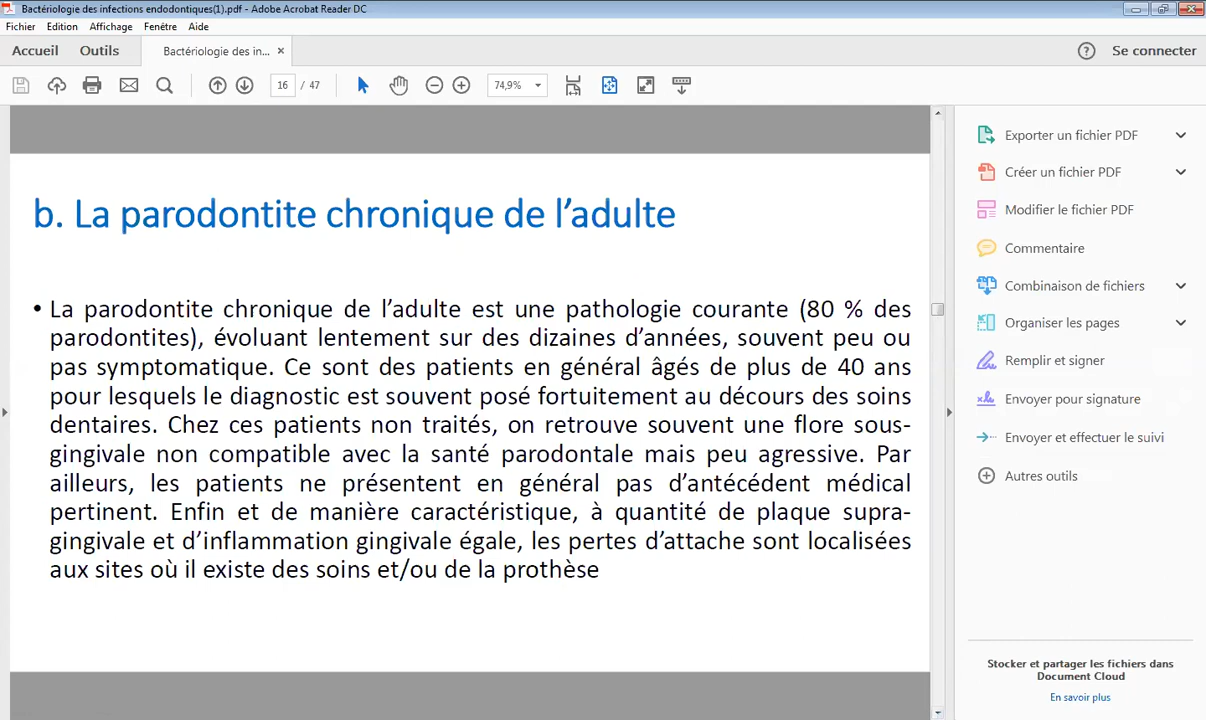 Bactériologie des infections endodontiques(1).pdf - Adobe Acrobat Reader DC
Fichier Edition Affichage Fenêtre Aide
Accueil Outils Bactériologie des in... × ? Se connecter
16 / 47 74,9%
Exporter un fichier PDF
Créer un fichier PDF
Modifier le fichier PDF
Commentaire
Combinaison de fichiers
Organiser les pages
Remplir et signer
Envoyer pour signature
Envoyer et effectuer le suivi
Autres outils
Stocker et partager les fichiers dans
Document Cloud
En savoir plus
b. La parodontite chronique de l’adulte
• La parodontite chronique de l’adulte est une pathologie courante (80 % des
parodontites), évoluant lentement sur des dizaines d’années, souvent peu ou
pas symptomatique. Ce sont des patients en général âgés de plus de 40 ans
pour lesquels le diagnostic est souvent posé fortuitement au décours des soins
dentaires. Chez ces patients non traités, on retrouve souvent une flore sous-
gingivale non compatible avec la santé parodontale mais peu agressive. Par
ailleurs, les patients ne présentent en général pas d’antécédent médical
pertinent. Enfin et de manière caractéristique, à quantité de plaque supra-
gingivale et d’inflammation gingivale égale, les pertes d’attache sont localisées
aux sites où il existe des soins et/ou de la prothèse